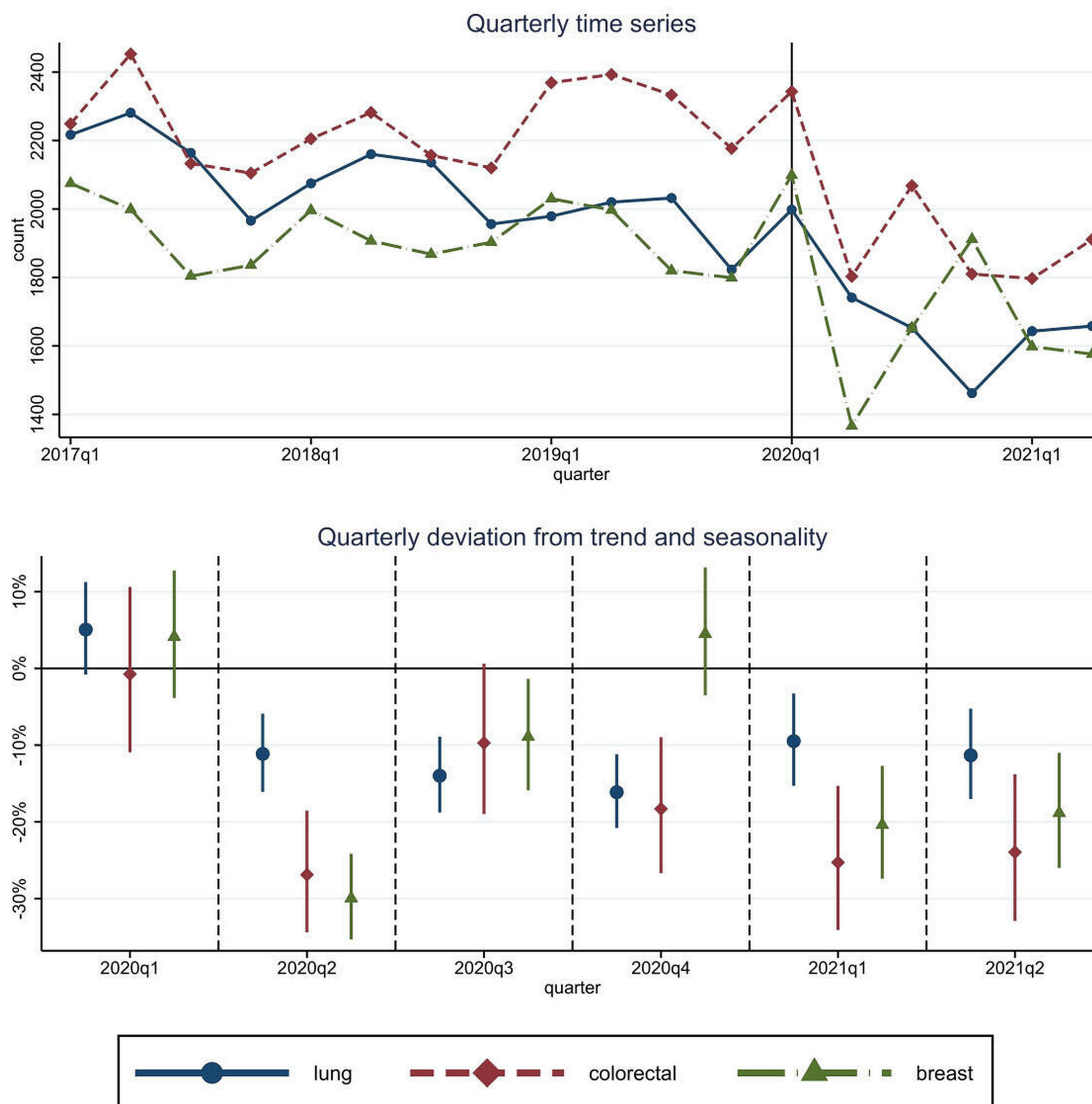 Quarterly time series
count
2400
2200
2000
1800
1600
1400
2017q1 2018q1 2019q1 2020q1 2021q1
quarter
Quarterly deviation from trend and seasonality
10%
0%
-10%
-20%
-30%
2020q1 2020q2 2020q3 2020q4 2021q1 2021q2
quarter
lung colorectal breast